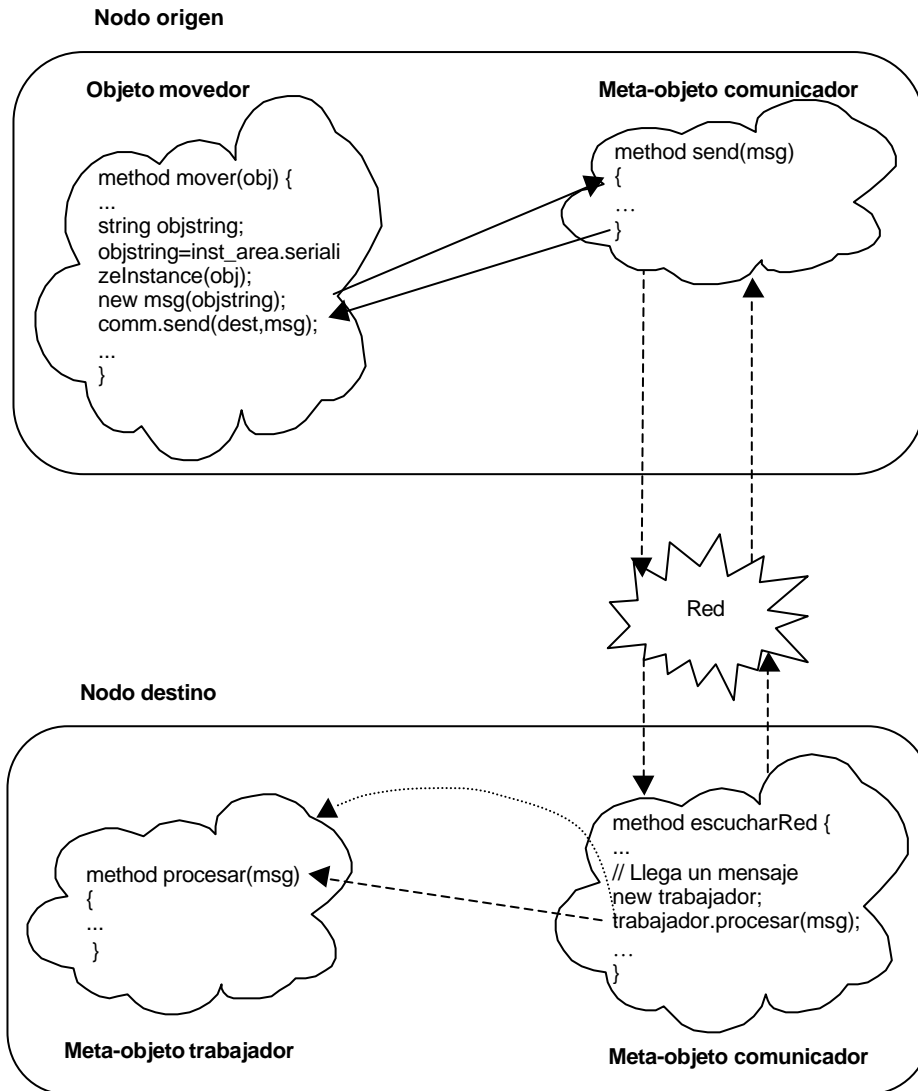 Nodo origen
Objeto movedor
method mover(obj) {
...
string objstring;
objstring=inst_area.seriali
zeInstance(obj);
new msg(objstring);
comm.send(dest,msg);
...
}
Meta-objeto comunicador
method send(msg)
{
…
}
Red
Nodo destino
method procesar(msg)
{
...
}
Meta-objeto trabajador
method escucharRed {
...
// Llega un mensaje
new trabajador;
trabajador.procesar(msg);
…
}
Meta-objeto comunicador